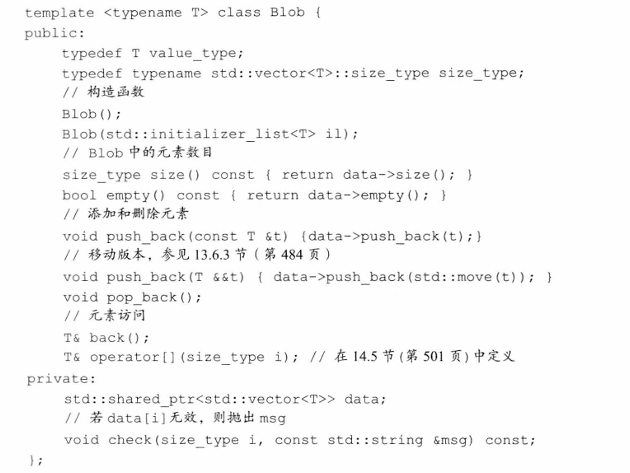 template <typename T> class Blob {
public:
    typedef T value_type;
    typedef typename std::vector<T>::size_type size_type;
    // 构造函数
    Blob();
    Blob(std::initializer_list<T> il);
    // Blob 中的元素数目
    size_type size() const { return data->size(); }
    bool empty() const { return data->empty(); }
    // 添加和删除元素
    void push_back(const T &t) {data->push_back(t);}
    // 移动版本，参见 13.6.3 节（第 484 页）
    void push_back(T &&t) { data->push_back(std::move(t)); }
    void pop_back();
    // 元素访问
    T& back();
    T& operator[](size_type i); // 在 14.5 节(第 501 页)中定义
private:
    std::shared_ptr<std::vector<T>> data;
    // 若 data[i]无效，则抛出 msg
    void check(size_type i, const std::string &msg) const;
};